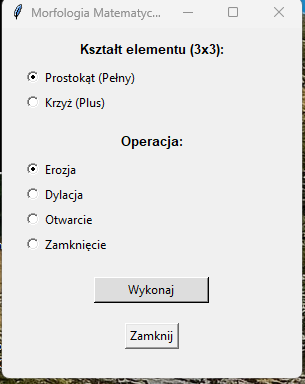 Morfologia Matematyc...
Kształt elementu (3x3):
Prostokąt (Pełny)
Krzyż (Plus)
Operacja:
Erozja
Dylacja
Otwarcie
Zamknięcie
Wykonaj
Zamknij